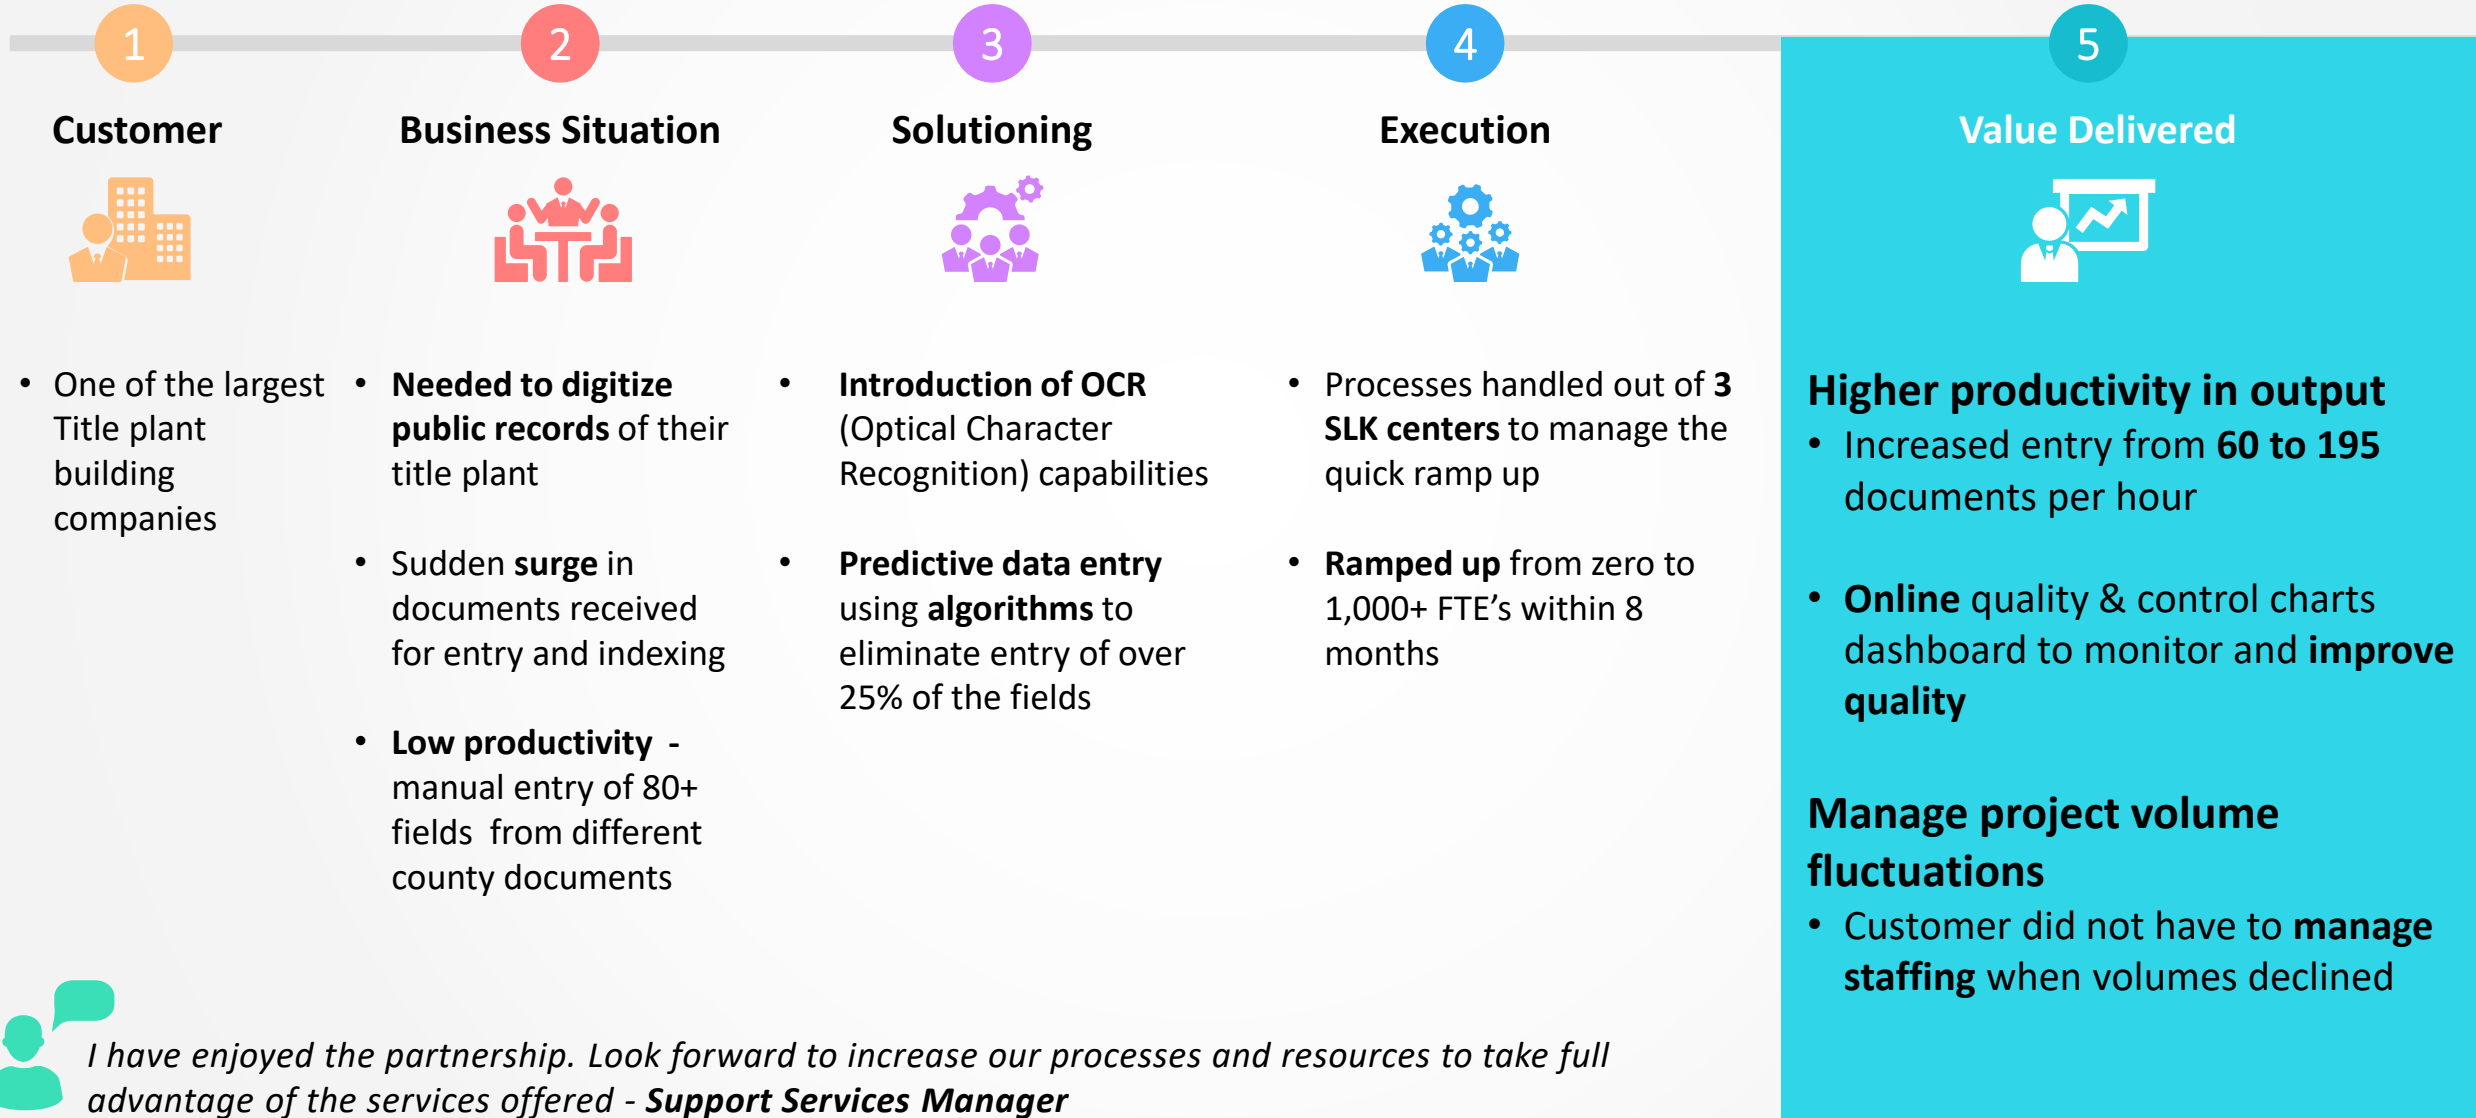 1
Customer
• One of the largest
Title plant
building
companies
2
Business Situation
• Needed to digitize
public records of their
title plant
• Sudden surge in
documents received
for entry and indexing
• Low productivity -
manual entry of 80+
fields from different
county documents
3
Solutioning
• Introduction of OCR
(Optical Character
Recognition) capabilities
• Predictive data entry
using algorithms to
eliminate entry of over
25% of the fields
4
Execution
• Processes handled out of 3
SLK centers to manage the
quick ramp up
• Ramped up from zero to
1,000+ FTE’s within 8
months
5
Value Delivered
Higher productivity in output
• Increased entry from 60 to 195
documents per hour
• Online quality & control charts
dashboard to monitor and improve
quality
Manage project volume
fluctuations
• Customer did not have to manage
staffing when volumes declined
I have enjoyed the partnership. Look forward to increase our processes and resources to take full
advantage of the services offered - Support Services Manager